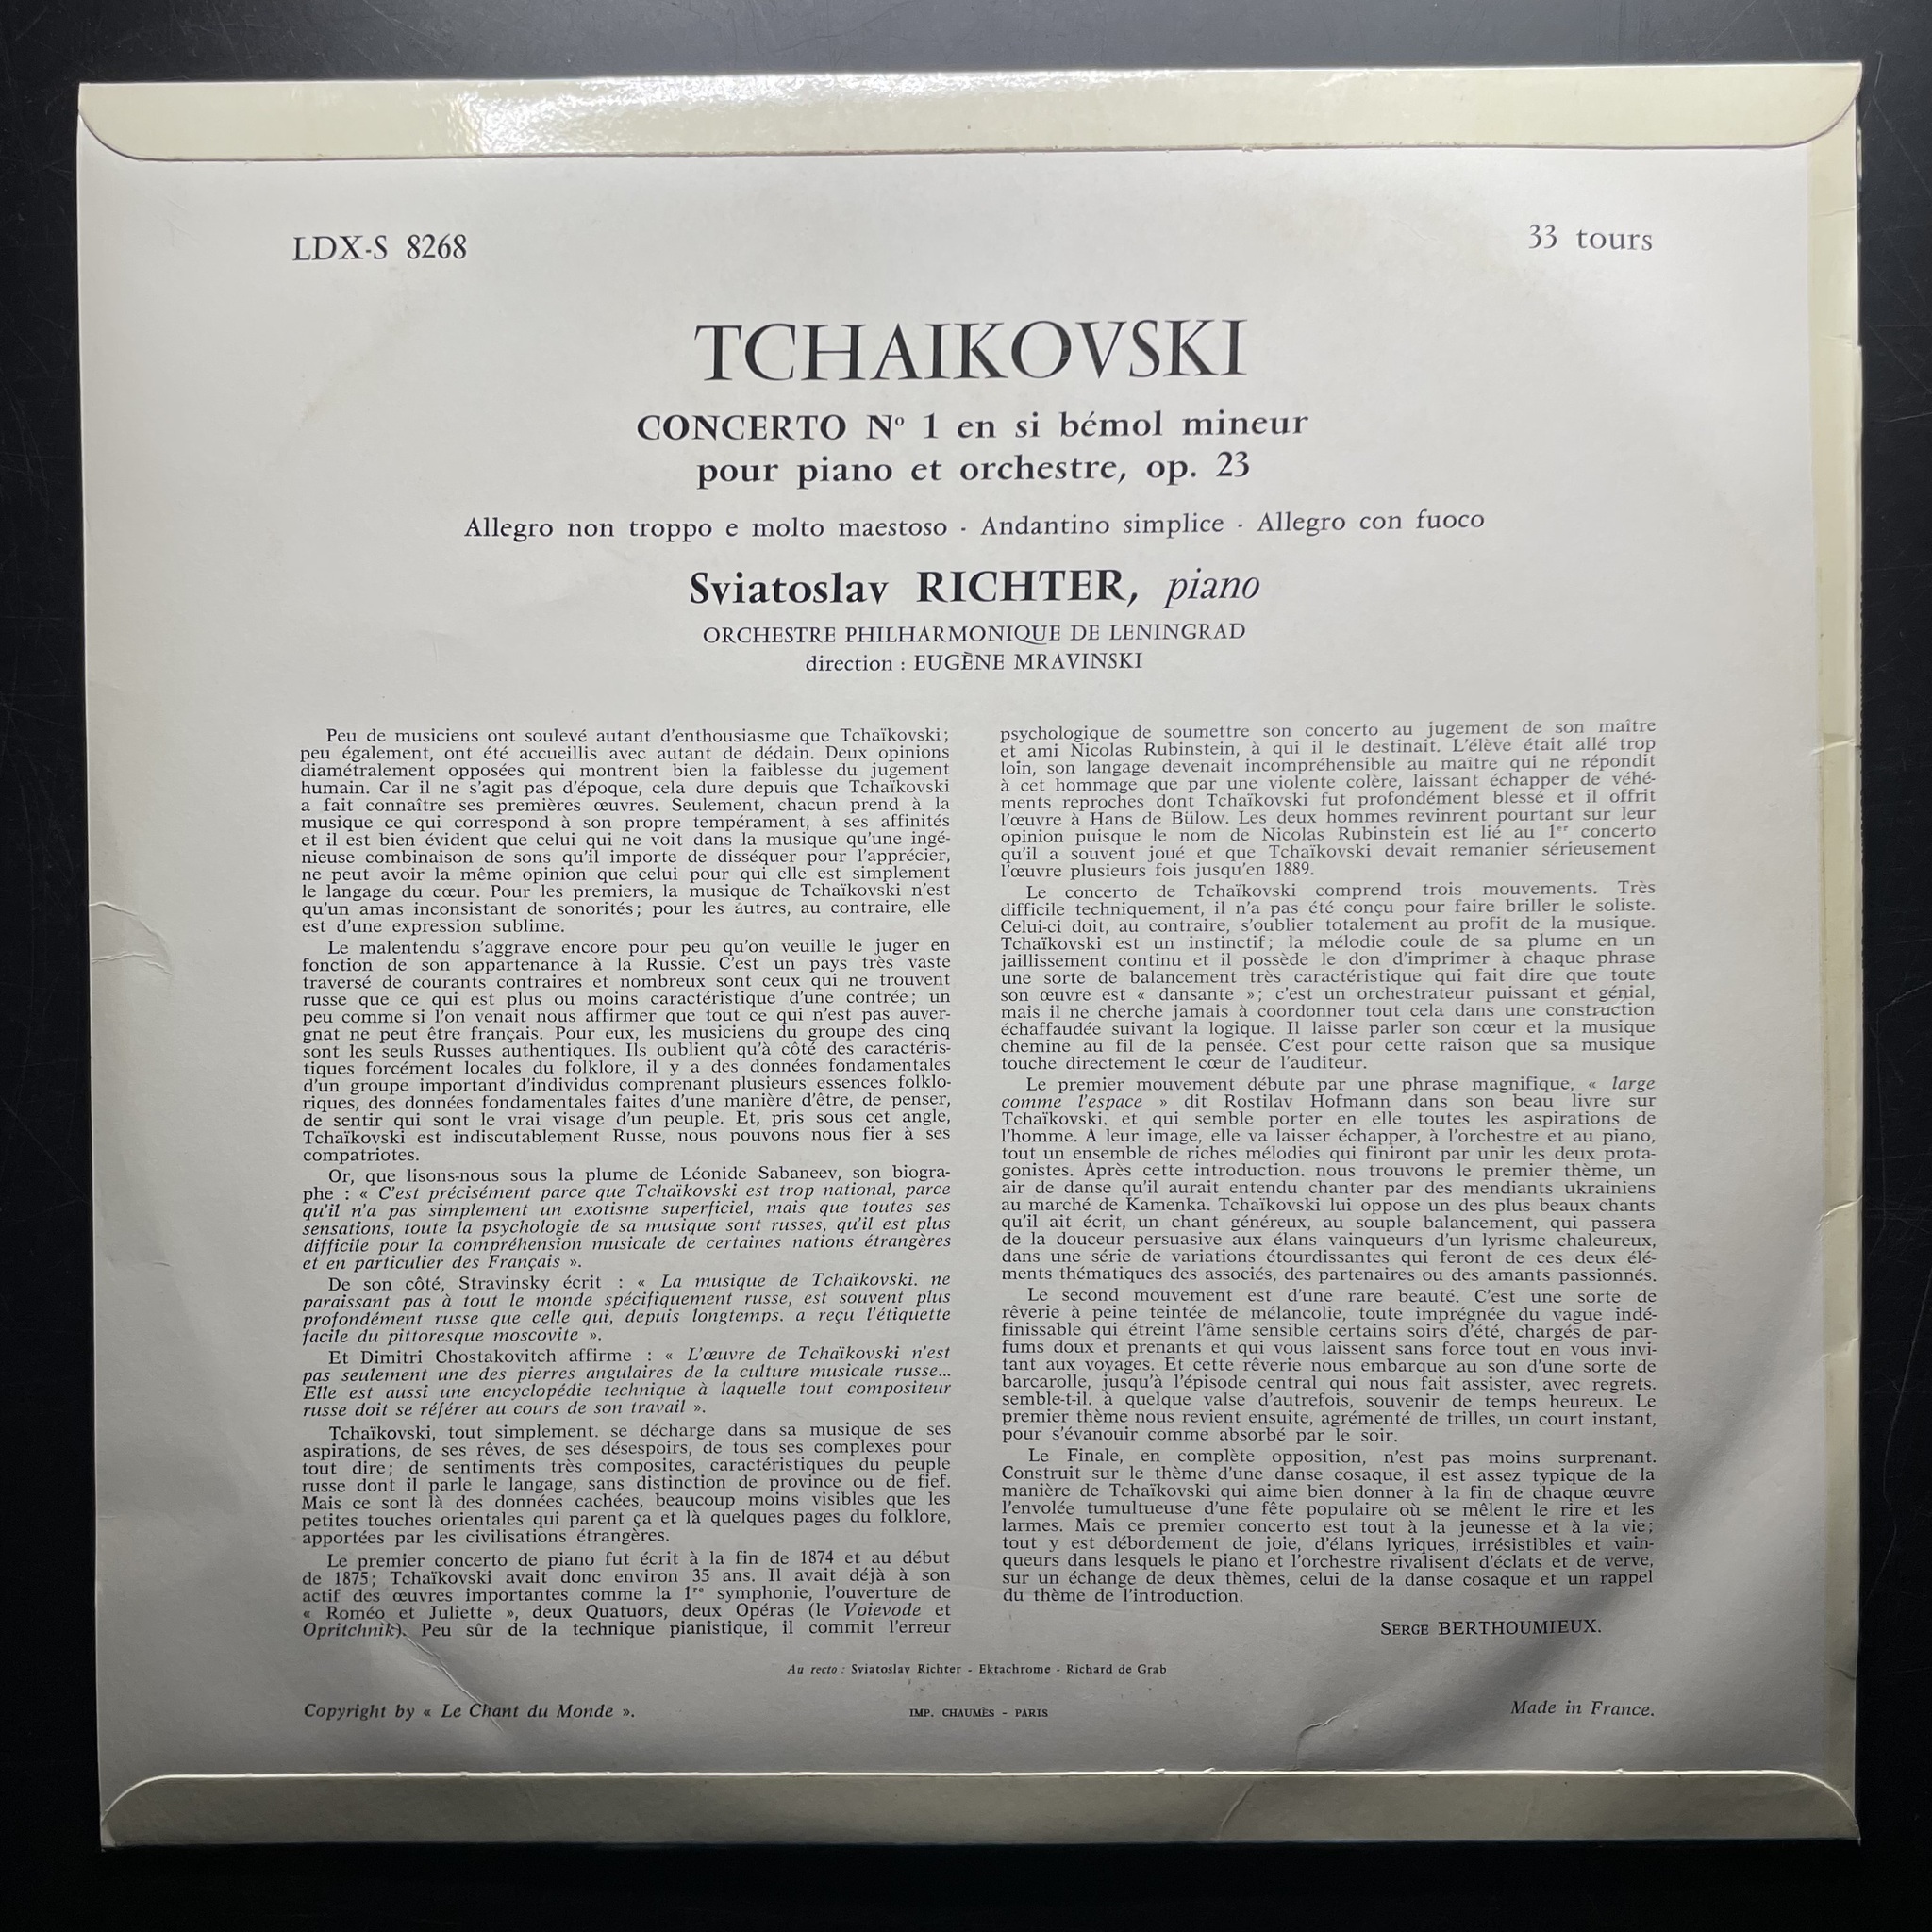 LDX-S 8268
33 tours
TCHAIKOVSKI
CONCERTO Nº 1 en si bémol mineur
pour piano et orchestre, op. 23
Allegro non troppo e molto maestoso - Andantino simplice - Allegro con fuoco
Sviatoslav RICHTER, piano
ORCHESTRE PHILHARMONIQUE DE LENINGRAD
direction : EUGÈNE MRAVINSKI
Peu de musiciens ont soulevé autant d'enthousiasme que Tchaïkovski;
peu également, ont été accueillis avec autant de dédain. Deux opinions
diamétralement opposées qui montrent bien la faiblesse du jugement
humain. Car il ne s'agit pas d'époque, cela dure depuis que Tchaïkovski
a fait connaître ses premières œuvres. Seulement, chacun prend à la
musique ce qui correspond à son propre tempérament, à ses affinités
et il est bien évident que celui qui ne voit dans la musique qu'une ingé-
nieuse combinaison de sons qu'il importe de disséquer pour l'apprécier,
ne peut avoir la même opinion que celui pour qui elle est simplement
le langage du cœur. Pour les premiers, la musique de Tchaïkovski n'est
qu'un amas inconsistant de sonorités; pour les autres, au contraire, elle
est d'une expression sublime.
Le malentendu s'aggrave encore pour peu qu'on veuille le juger en
fonction de son appartenance à la Russie. C'est un pays très vaste
traversé de courants contraires et nombreux sont ceux qui ne trouvent
russe que ce qui est plus ou moins caractéristique d'une contrée; un
peu comme si l'on venait nous affirmer que tout ce qui n'est pas auver-
gnat ne peut être français. Pour eux, les musiciens du groupe des cinq
sont les seuls Russes authentiques. Ils oublient qu'à côté des caractéris-
tiques forcément locales du folklore, il y a des données fondamentales
d'un groupe important d'individus comprenant plusieurs essences folklo-
riques, des données fondamentales faites d'une manière d'être, de penser,
de sentir qui sont le vrai visage d'un peuple. Et, pris sous cet angle,
Tchaïkovski est indiscutablement Russe, nous pouvons nous fier à ses
compatriotes.
Or, que lisons-nous sous la plume de Léonide Sabaneev, son biogra-
phe : « C'est précisément parce que Tchaïkovski est trop national, parce
qu'il n'a pas simplement un exotisme superficiel, mais que toutes ses
sensations, toute la psychologie de sa musique sont russes, qu'il est plus
difficile pour la compréhension musicale de certaines nations étrangères
et en particulier des Français ».
De son côté, Stravinsky écrit : « La musique de Tchaïkovski. ne
paraissant pas à tout le monde spécifiquement russe, est souvent plus
profondément russe que celle qui, depuis longtemps. a reçu l'étiquette
facile du pittoresque moscovite ».
Et Dimitri Chostakovitch affirme : « L'œuvre de Tchaïkovski n'est
pas seulement une des pierres angulaires de la culture musicale russe...
Elle est aussi une encyclopédie technique à laquelle tout compositeur
russe doit se référer au cours de son travail ».
Tchaïkovski, tout simplement. se décharge dans sa musique de ses
aspirations, de ses rêves, de ses désespoirs, de tous ses complexes pour
tout dire; de sentiments très composites, caractéristiques du peuple
russe dont il parle le langage, sans distinction de province ou de fief.
Mais ce sont là des données cachées, beaucoup moins visibles que les
petites touches orientales qui parent ça et là quelques pages du folklore,
apportées par les civilisations étrangères.
Le premier concerto de piano fut écrit à la fin de 1874 et au début
de 1875; Tchaïkovski avait donc environ 35 ans. Il avait déjà à son
actif des œuvres importantes comme la 1re symphonie, l'ouverture de
« Roméo et Juliette », deux Quatuors, deux Opéras (le Voievode et
Opritchnik). Peu sûr de la technique pianistique, il commit l'erreur
psychologique de soumettre son concerto au jugement de son maître
et ami Nicolas Rubinstein, à qui il le destinait. L'élève était allé trop
loin, son langage devenait incompréhensible au maître qui ne répondit
à cet hommage que par une violente colère, laissant échapper de véhé-
ments reproches dont Tchaïkovski fut profondément blessé et il offrit
l'œuvre à Hans de Bülow. Les deux hommes revinrent pourtant sur leur
opinion puisque le nom de Nicolas Rubinstein est lié au 1er concerto
qu'il a souvent joué et que Tchaïkovski devait remanier sérieusement
l'œuvre plusieurs fois jusqu'en 1889.
Le concerto de Tchaïkovski comprend trois mouvements. Très
difficile techniquement, il n'a pas été conçu pour faire briller le soliste.
Celui-ci doit, au contraire, s'oublier totalement au profit de la musique.
Tchaïkovski est un instinctif; la mélodie coule de sa plume en un
jaillissement continu et il possède le don d'imprimer à chaque phrase
une sorte de balancement très caractéristique qui fait dire que toute
son œuvre est « dansante »; c'est un orchestrateur puissant et génial,
mais il ne cherche jamais à coordonner tout cela dans une construction
échaffaudée suivant la logique. Il laisse parler son cœur et la musique
chemine au fil de la pensée. C'est pour cette raison que sa musique
touche directement le cœur de l'auditeur.
Le premier mouvement débute par une phrase magnifique, « large
comme l'espace » dit Rostilav Hofmann dans son beau livre sur
Tchaïkovski, et qui semble porter en elle toutes les aspirations de
l'homme. A leur image, elle va laisser échapper, à l'orchestre et au piano,
tout un ensemble de riches mélodies qui finiront par unir les deux prota-
gonistes. Après cette introduction. nous trouvons le premier thème, un
air de danse qu'il aurait entendu chanter par des mendiants ukrainiens
au marché de Kamenka. Tchaïkovski lui oppose un des plus beaux chants
qu'il ait écrit, un chant généreux, au souple balancement, qui passera
de la douceur persuasive aux élans vainqueurs d'un lyrisme chaleureux,
dans une série de variations étourdissantes qui feront de ces deux élé-
ments thématiques des associés, des partenaires ou des amants passionnés.
Le second mouvement est d'une rare beauté. C'est une sorte de
rêverie à peine teintée de mélancolie, toute imprégnée du vague indé-
finissable qui étreint l'âme sensible certains soirs d'été, chargés de par-
fums doux et prenants et qui vous laissent sans force tout en vous invi-
tant aux voyages. Et cette rêverie nous embarque au son d'une sorte de
barcarolle, jusqu'à l'épisode central qui nous fait assister, avec regrets.
semble-t-il. à quelque valse d'autrefois, souvenir de temps heureux. Le
premier thème nous revient ensuite, agrémenté de trilles, un court instant,
pour s'évanouir comme absorbé par le soir.
Le Finale, en complète opposition, n'est pas moins surprenant.
Construit sur le thème d'une danse cosaque, il est assez typique de la
manière de Tchaïkovski qui aime bien donner à la fin de chaque œuvre
l'envolée tumultueuse d'une fête populaire où se mêlent le rire et les
larmes. Mais ce premier concerto est tout à la jeunesse et à la vie;
tout y est débordement de joie, d'élans lyriques, irrésistibles et vain-
queurs dans lesquels le piano et l'orchestre rivalisent d'éclats et de verve,
sur un échange de deux thèmes, celui de la danse cosaque et un rappel
du thème de l'introduction.
SERGE BERTHOUMIEUX.
Au recto : Sviatoslav Richter - Ektachrome - Richard de Grab
Copyright by « Le Chant du Monde ».
IMP. CHAUMÈS - PARIS
Made in France.